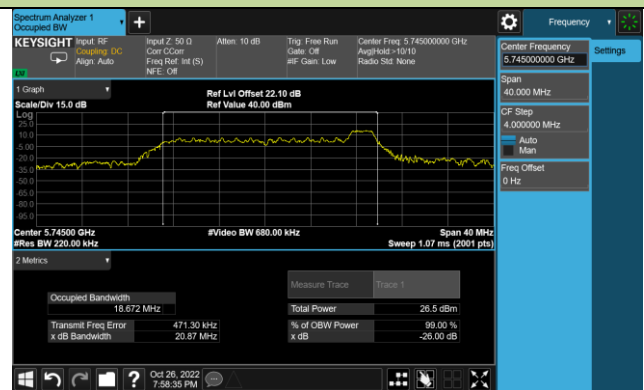 Spectrum Analyzer 1
Occupied BW
Frequency
KEYSIGHT
Input: RF
Coupling: DC
Align: Auto
Input Z: 50 Ω
Corr CCorr
Freq Ref: Int (S)
NFE: Off
Atten: 10 dB
Trig: Free Run
Gate: Off
#IF Gain: Low
Center Freq: 5.745000000 GHz
Avg|Hold:>10/10
Radio Std: None
Center Frequency
5.745000000 GHz
Settings
Span
40.000 MHz
CF Step
4.000000 MHz
Auto
Man
Freq Offset
0 Hz
1 Graph
Scale/Div 15.0 dB
Ref Lvl Offset 22.10 dB
Ref Value 40.00 dBm
Log
25.0
10.0
-5.00
-20.0
-35.0
-50.0
-65.0
-80.0
-95.0
Center 5.74500 GHz
#Res BW 220.00 kHz
#Video BW 680.00 kHz
Span 40 MHz
Sweep 1.07 ms (2001 pts)
2 Metrics
Measure Trace
Trace 1
Occupied Bandwidth
18.672 MHz
Total Power
26.5 dBm
Transmit Freq Error
471.30 kHz
% of OBW Power
99.00 %
x dB Bandwidth
20.87 MHz
x dB
-26.00 dB
Oct 26, 2022
7:58:35 PM